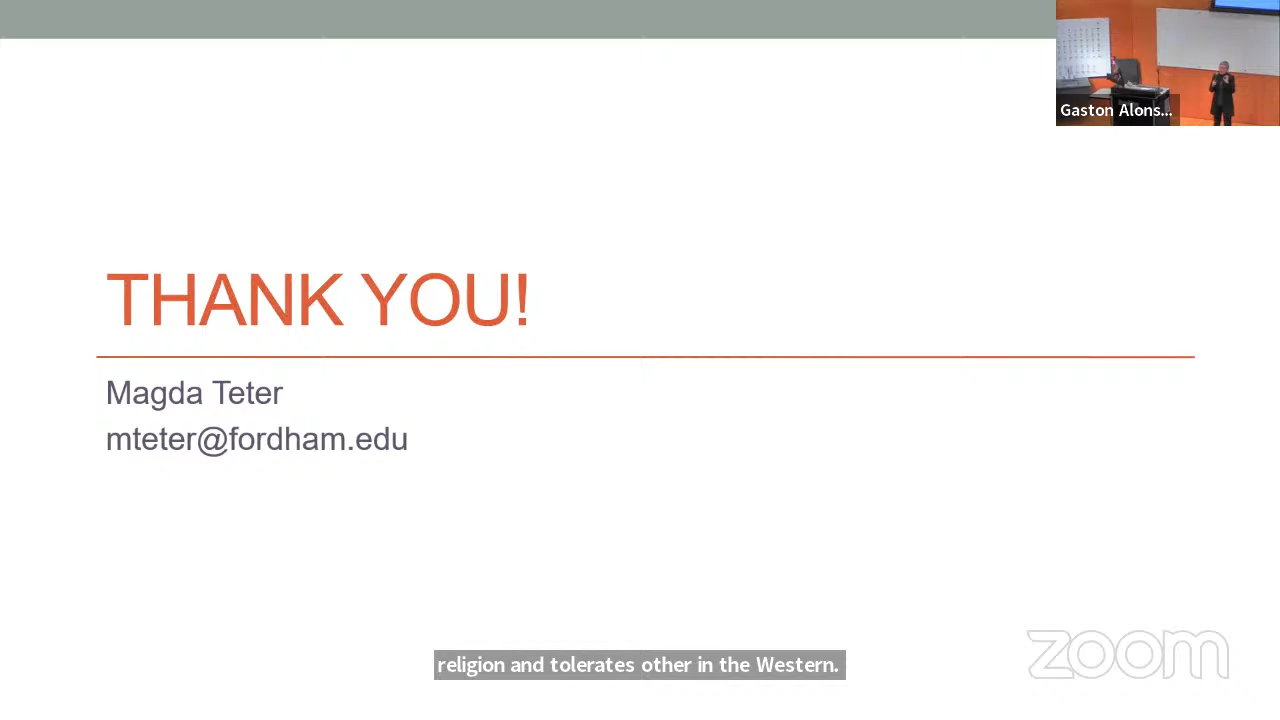 Gaston Alons...
THANK YOU!
Magda Teter
mteter@fordham.edu
religion and tolerates other in the Western.
zoom